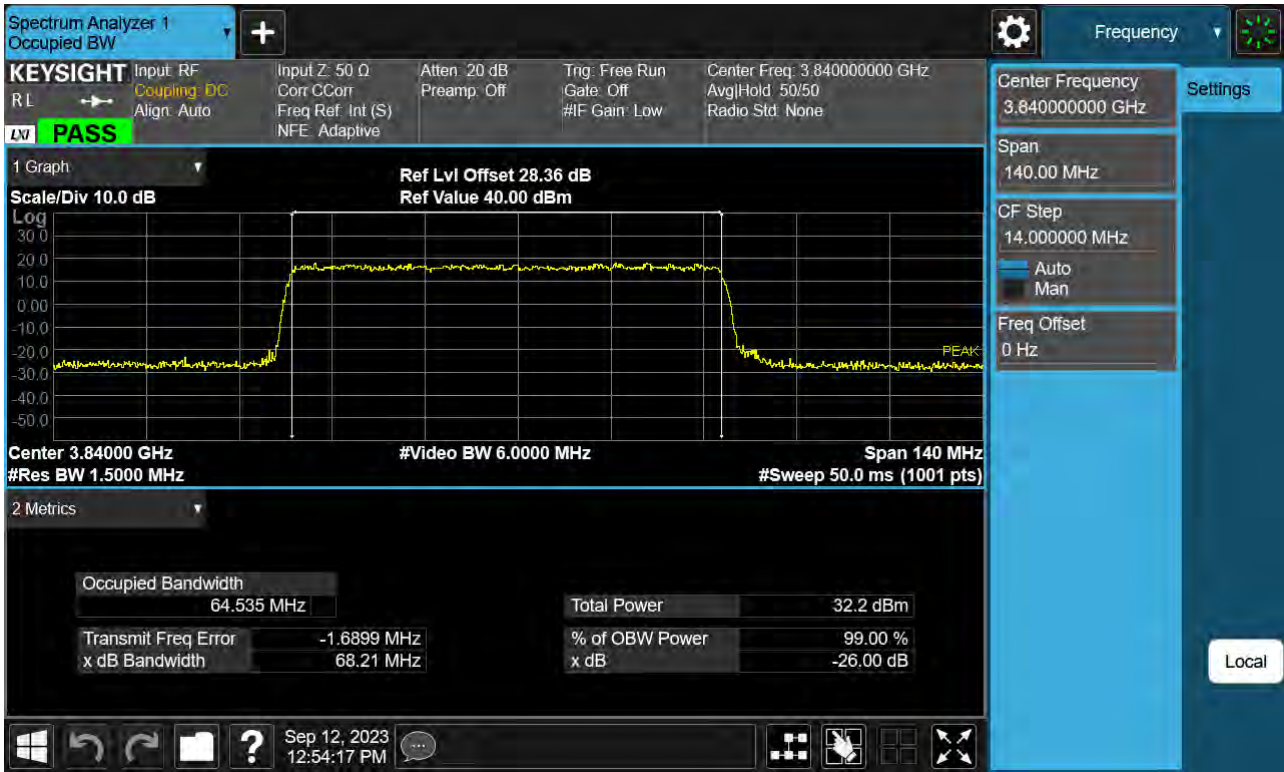 Spectrum Analyzer 1
Occupied BW
+
Frequency
KEYSIGHT
RL
LXI
PASS
Input: RF
Coupling: DC
Align: Auto
Input Z: 50 Ω
Corr CCorr
Freq Ref: Int (S)
NFE: Adaptive
Atten: 20 dB
Preamp: Off
Trig: Free Run
Gate: Off
#IF Gain: Low
Center Freq: 3.840000000 GHz
Avg|Hold: 50/50
Radio Std: None
Center Frequency
3.840000000 GHz
Settings
Span
140.00 MHz
CF Step
14.000000 MHz
Auto
Man
Freq Offset
0 Hz
1 Graph
Scale/Div 10.0 dB
Ref Lvl Offset 28.36 dB
Ref Value 40.00 dBm
Log
30.0
20.0
10.0
0.00
-10.0
-20.0
-30.0
-40.0
-50.0
PEAK
Center 3.84000 GHz
#Res BW 1.5000 MHz
#Video BW 6.0000 MHz
Span 140 MHz
#Sweep 50.0 ms (1001 pts)
2 Metrics
Occupied Bandwidth
64.535 MHz
Transmit Freq Error -1.6899 MHz
x dB Bandwidth 68.21 MHz
Total Power 32.2 dBm
% of OBW Power 99.00 %
x dB -26.00 dB
Local
?
Sep 12, 2023
12:54:17 PM